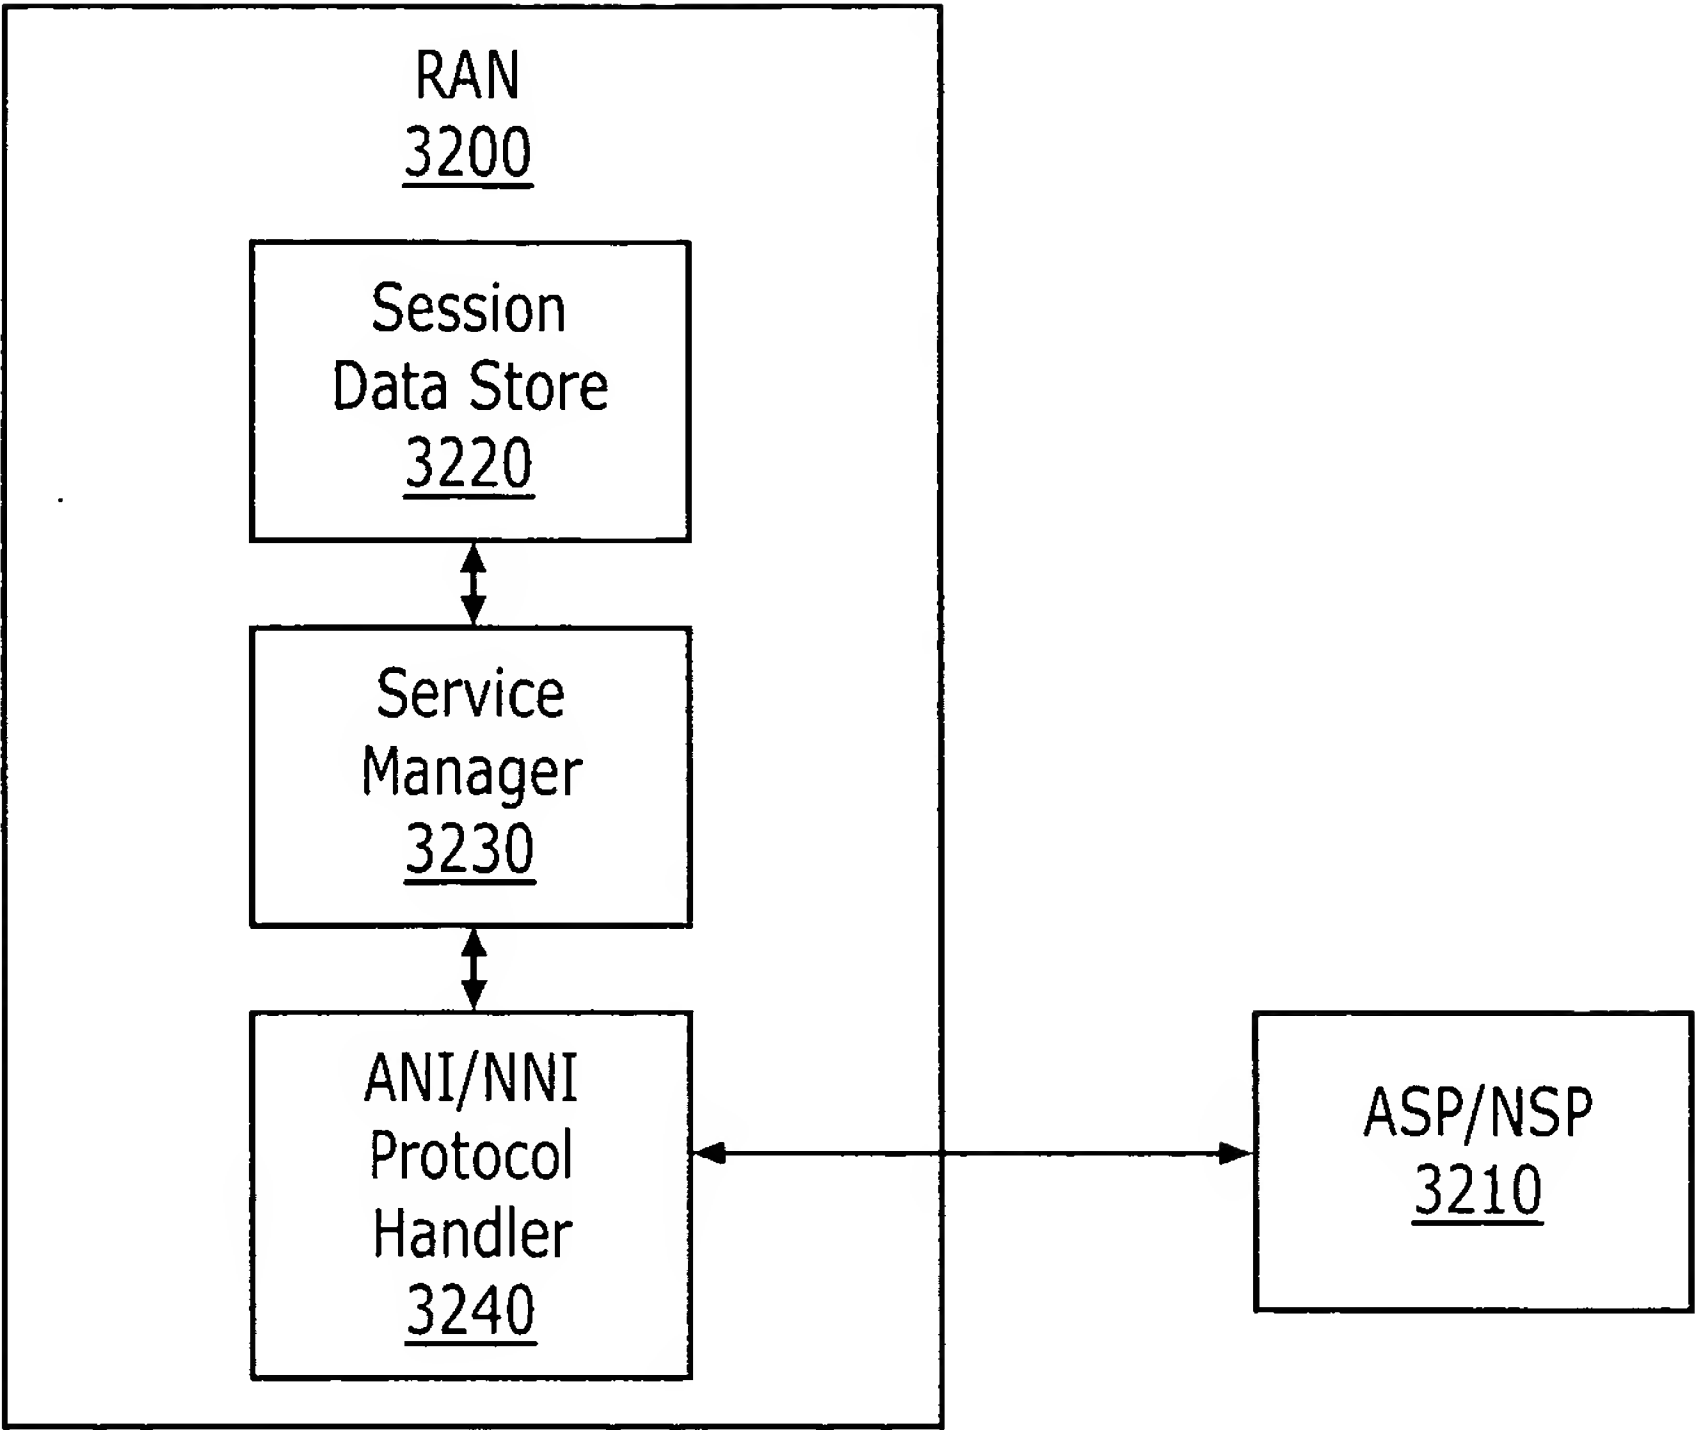 RAN
3200
Session
Data Store
3220
Service
Manager
3230
ANI/NNI
Protocol
Handler
3240
ASP/NSP
3210